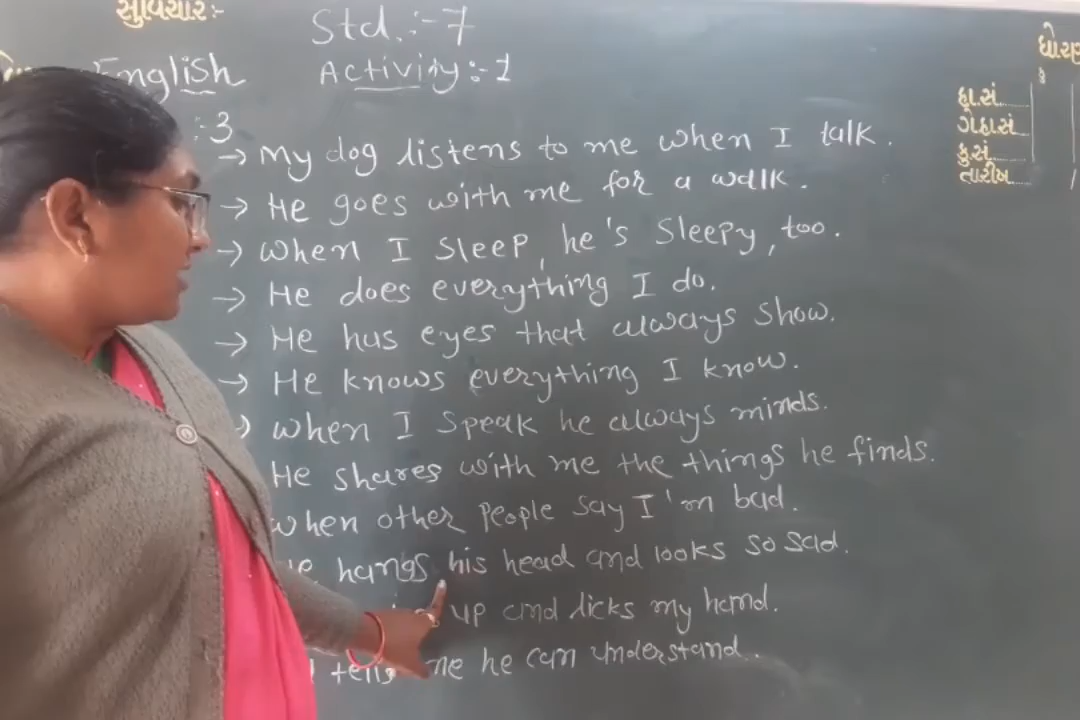 સુવિચાર:-
Std.:-7
English
Activity:-1
ધોરણ
:3
હા.સં......
ગેહાસં......
કુ.સં......
તારીખ......
→ My dog listens to me when I talk.
→ He goes with me for a walk.
→ When I Sleep, he's Sleepy, too.
→ He does everything I do.
→ He has eyes that always show.
→ He knows everything I know.
→ When I Speak he always minds.
He shares with me the things he finds.
When other People say I'm bad.
hangs his head and looks so sad.
up and licks my hand.
tells me he can understand..